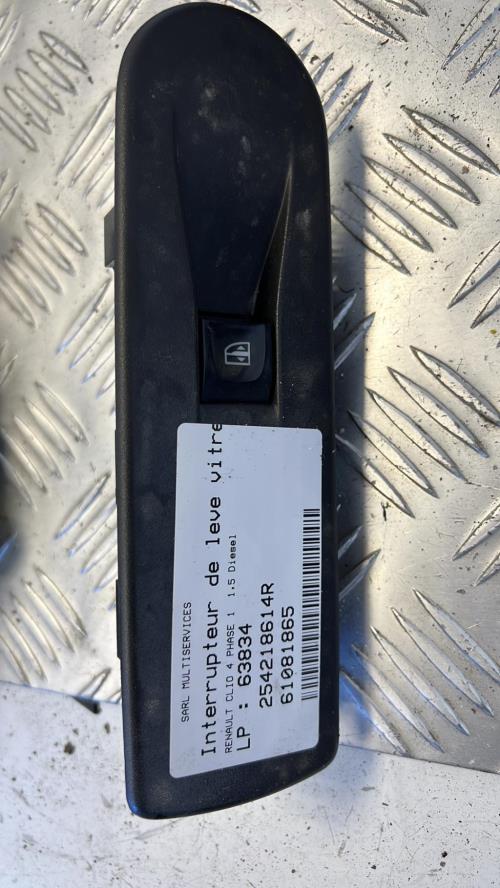 SARL MULTISERVICES
Interrupteur de leve vitre
RENAULT CLIO 4 PHASE 1 1.5 Diesel
LP : 63834
254218614R
61081865